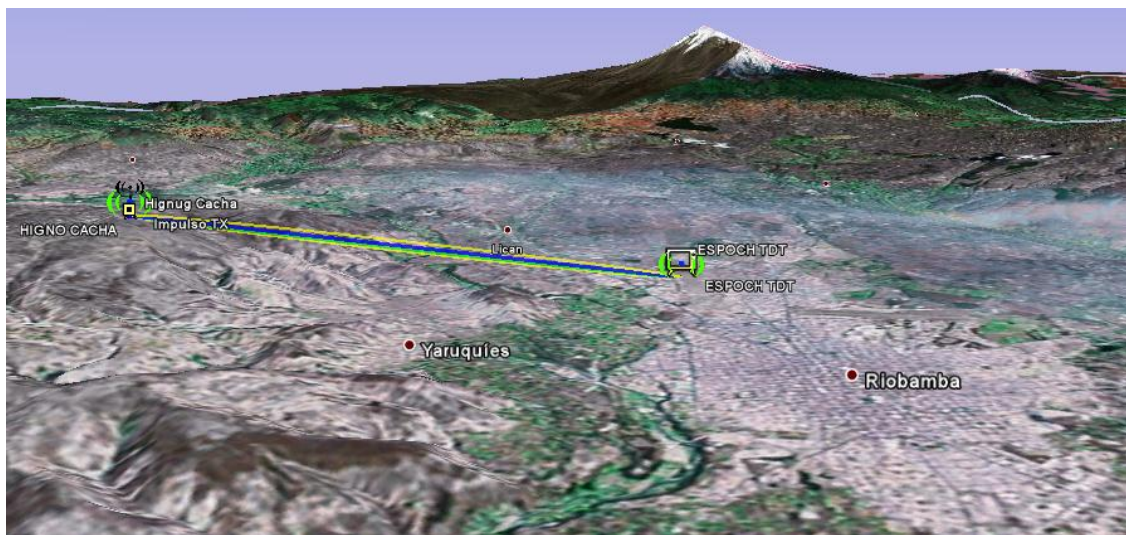 Hignug Cacha
Impulso TX
HIGNO CACHA
Lican
ESPOCH TDT
ESPOCH TDT
Yaruquíes
Riobamba